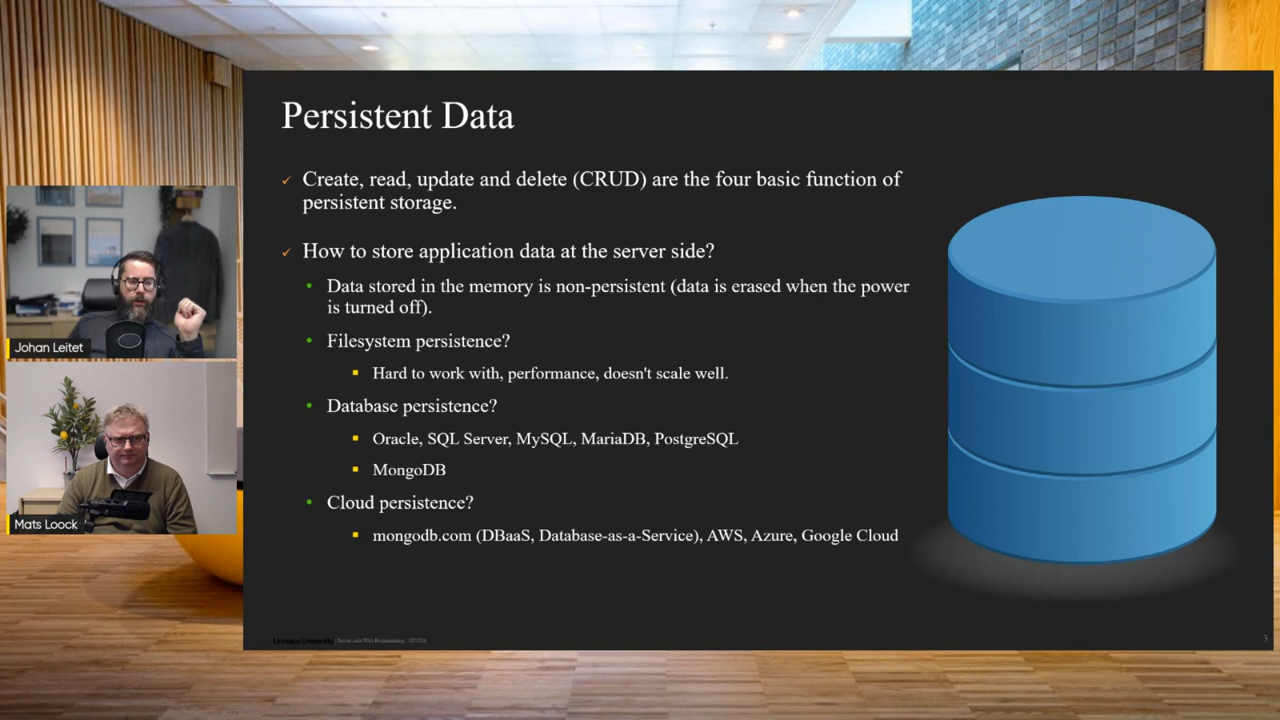 Persistent Data
✓ Create, read, update and delete (CRUD) are the four basic function of
persistent storage.
✓ How to store application data at the server side?
• Data stored in the memory is non-persistent (data is erased when the power
is turned off).
• Filesystem persistence?
▪ Hard to work with, performance, doesn't scale well.
• Database persistence?
▪ Oracle, SQL Server, MySQL, MariaDB, PostgreSQL
▪ MongoDB
• Cloud persistence?
▪ mongodb.com (DBaaS, Database-as-a-Service), AWS, Azure, Google Cloud
Johan Leitet
Mats Loock
Linnaeus University
3